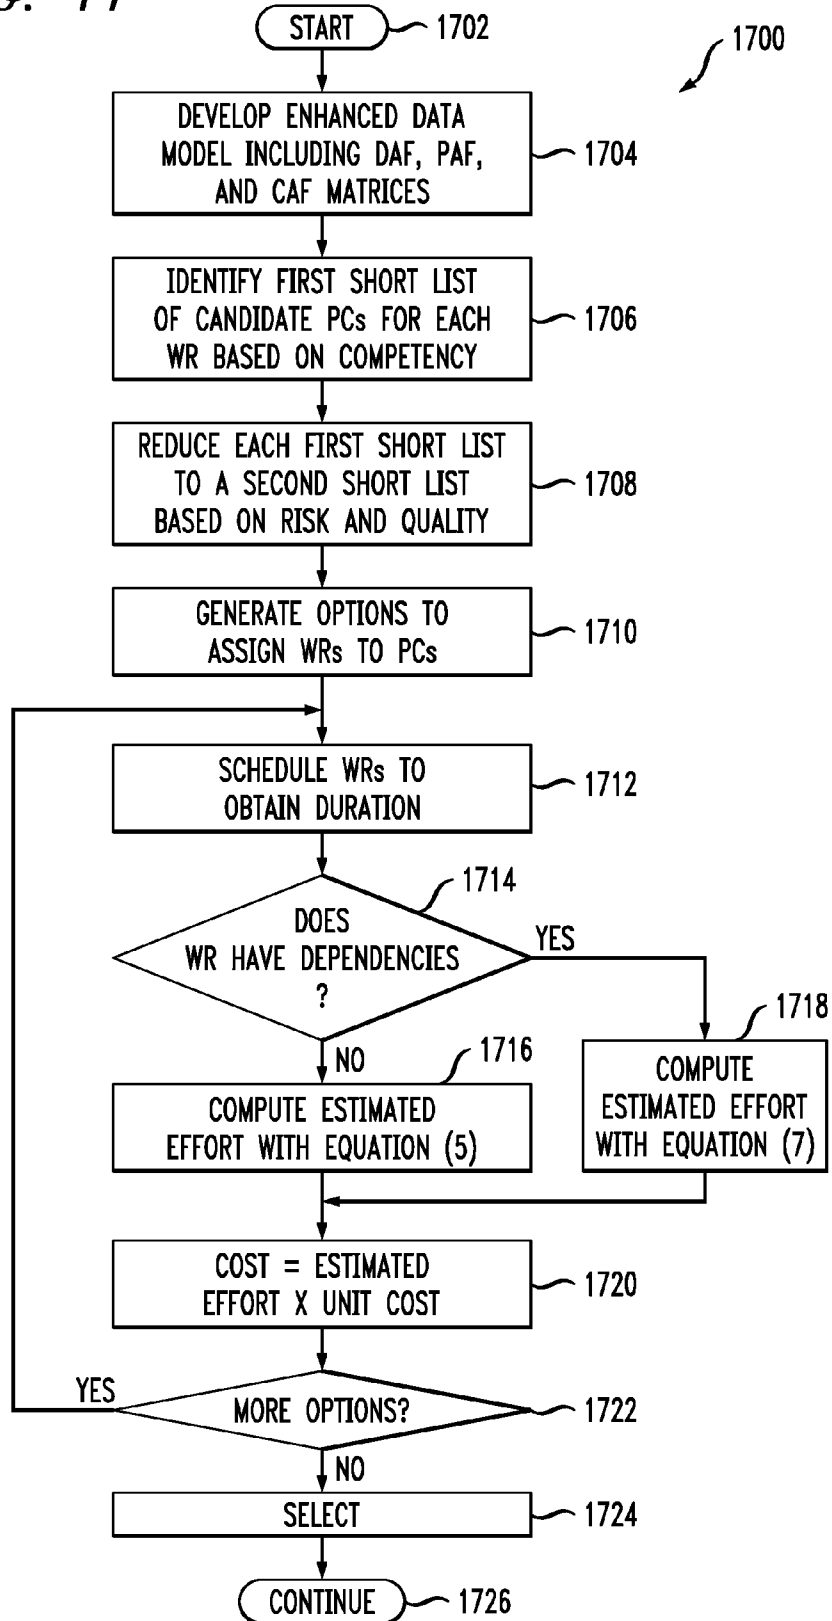 START
1702
1700
DEVELOP ENHANCED DATA
MODEL INCLUDING DAF, PAF,
AND CAF MATRICES
1704
IDENTIFY FIRST SHORT LIST
OF CANDIDATE PCs FOR EACH
WR BASED ON COMPETENCY
1706
REDUCE EACH FIRST SHORT LIST
TO A SECOND SHORT LIST
BASED ON RISK AND QUALITY
1708
GENERATE OPTIONS TO
ASSIGN WRs TO PCs
1710
SCHEDULE WRs TO
OBTAIN DURATION
1712
1714
DOES
WR HAVE DEPENDENCIES
?
YES
NO
1716
COMPUTE ESTIMATED
EFFORT WITH EQUATION (5)
1718
COMPUTE
ESTIMATED EFFORT
WITH EQUATION (7)
COST = ESTIMATED
EFFORT X UNIT COST
1720
YES
MORE OPTIONS?
1722
NO
SELECT
1724
CONTINUE
1726